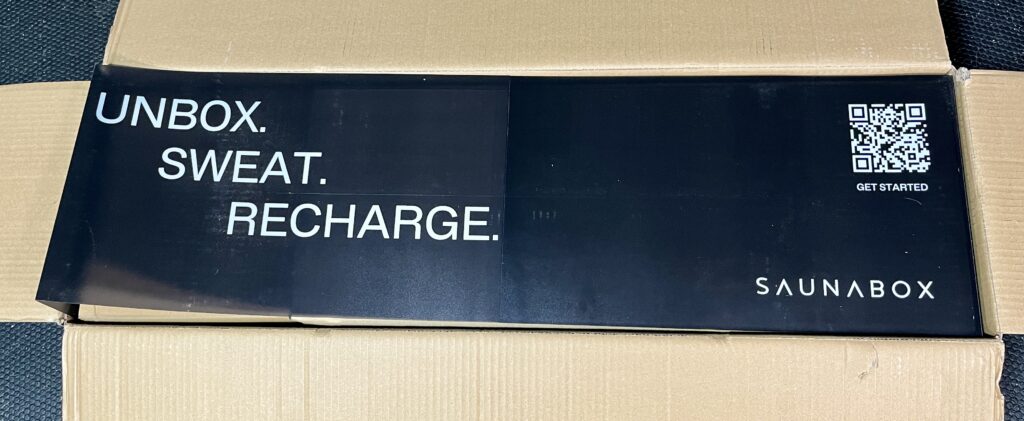 UNBOX.
SWEAT.
RECHARGE.
GET STARTED
SAUNABOX